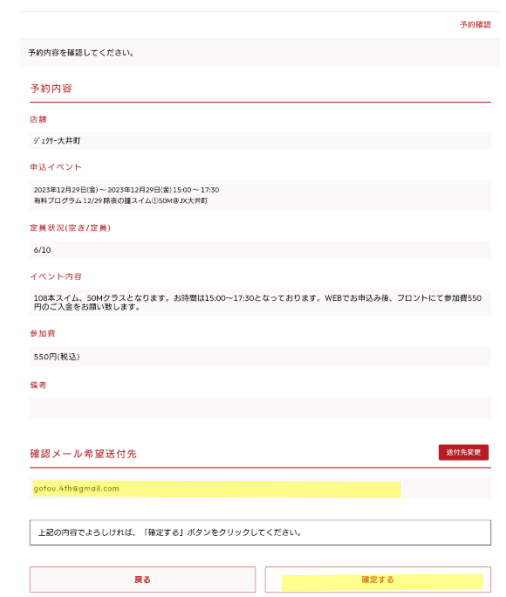 予約確認
予約内容を確認してください。
予約内容
店舗
ジェクサー大井町
申込イベント
2023年12月29日(金)～2023年12月29日(金) 15:00～17:30
有料プログラム 12/29 除夜の鐘スイム①50M@JX大井町
定員状況(空き/定員)
6/10
イベント内容
108本スイム、50Mクラスとなります。お時間は15:00～17:30となっております。WEBでお申込み後、フロントにて参加費550
円のご入金をお願い致します。
参加費
550円(税込)
備考
確認メール希望送付先
送付先変更
gotou.4th@gmail.com
上記の内容でよろしければ、「確定する」ボタンをクリックしてください。
戻る
確定する